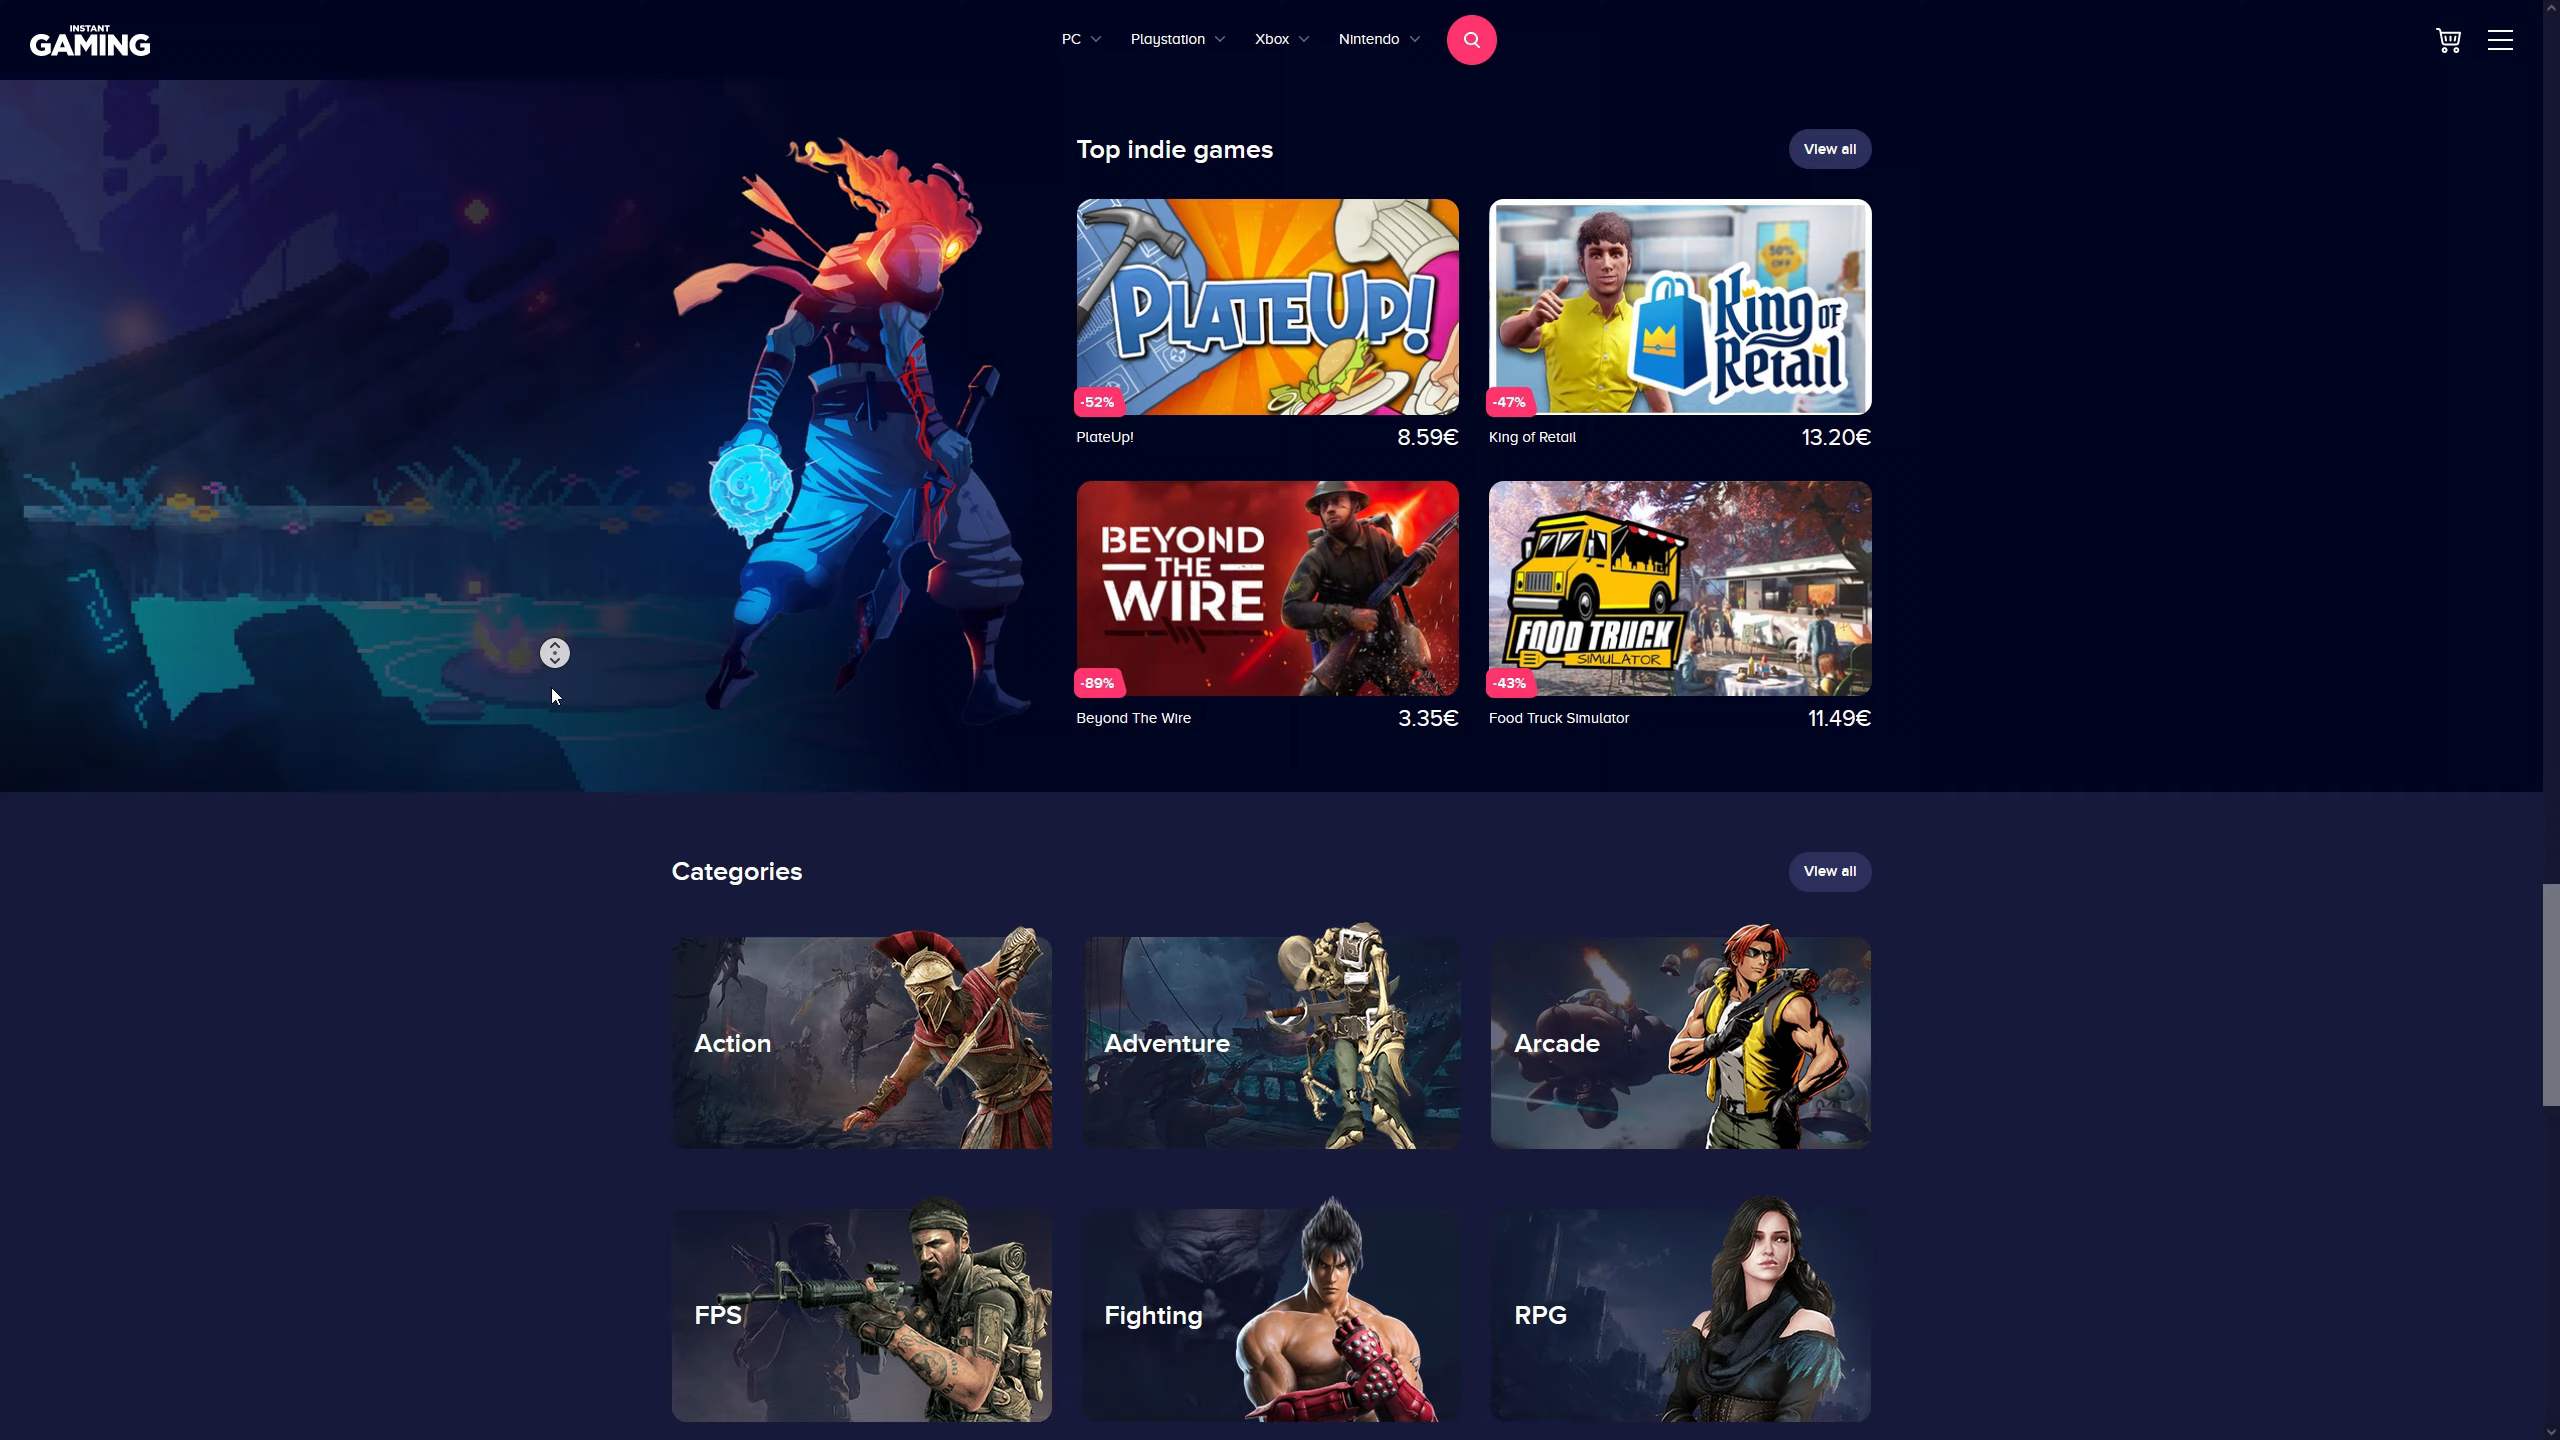 INSTANT
GAMING
PC
Playstation
Xbox
Nintendo
Top indie games
View all
PLATEUP!
-52%
PlateUp!
8.59€
50%
OFF
King OF
Retail
-47%
King of Retail
13.20€
BEYOND
THE
WIRE
-89%
Beyond The Wire
3.35€
FOOD TRUCK
SIMULATOR
-43%
Food Truck Simulator
11.49€
Categories
View all
Action
Adventure
Arcade
FPS
Fighting
RPG